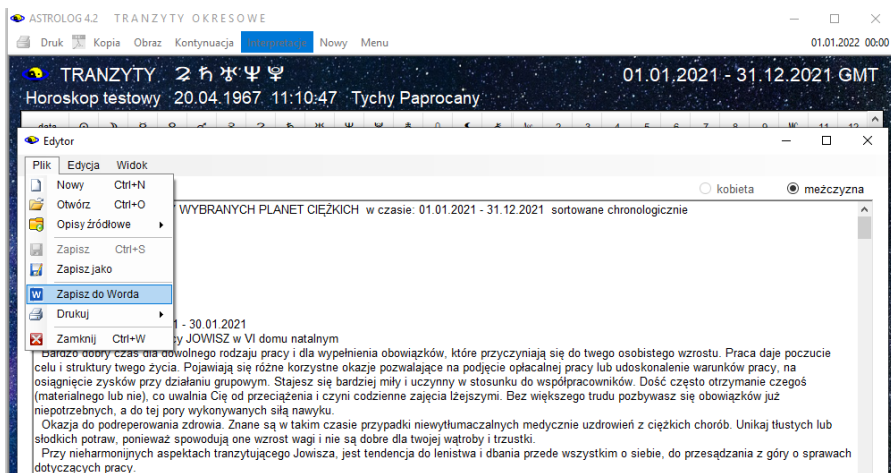 ASTROLOG 4.2 TRANZYTY OKRESOWE
Druk Kopia Obraz Kontynuacja Interpretacje Nowy Menu 01.01.2022 00:00
TRANZYTY ♃ ♄ ♅ ♆ ♇ 01.01.2021 - 31.12.2021 GMT
Horoskop testowy 20.04.1967 11:10:47 Tychy Paprocany
Edytor
Plik Edycja Widok
Nowy Ctrl+N
kobieta meżczyzna
Otwórz Ctrl+O
WYBRANYCH PLANET CIĘŻKICH w czasie: 01.01.2021 - 31.12.2021 sortowane chronologicznie
Opisy źródłowe
Zapisz Ctrl+S
Zapisz jako
Zapisz do Worda
Drukuj
- 30.01.2021
Zamknij Ctrl+W
JOWISZ w VI domu natalnym
Bardzo dobry czas dla dowolnego rodzaju pracy i dla wypełnienia obowiązków, które przyczyniają się do twego osobistego wzrostu. Praca daje poczucie
celu i struktury twego życia. Pojawiają się różne korzystne okazje pozwalające na podjęcie opłacalnej pracy lub udoskonalenie warunków pracy, na
osiągnięcie zysków przy działaniu grupowym. Stajesz się bardziej miły i uczynny w stosunku do współpracowników. Dość często otrzymanie czegoś
(materialnego lub nie), co uwalnia Cię od przeciążenia i czyni codzienne zajęcia lżejszymi. Bez większego trudu pozbywasz się obowiązków już
niepotrzebnych, a do tej pory wykonywanych siłą nawyku.
Okazja do podreperowania zdrowia. Znane są w takim czasie przypadki niewytłumaczalnych medycznie uzdrowień z ciężkich chorób. Unikaj tłustych lub
słodkich potraw, ponieważ spowodują one wzrost wagi i nie są dobre dla twojej wątroby i trzustki.
Przy nieharmonijnych aspektach tranzytującego Jowisza, jest tendencja do lenistwa i dbania przede wszystkim o siebie, do przesądzania z góry o sprawach
dotyczących pracy.